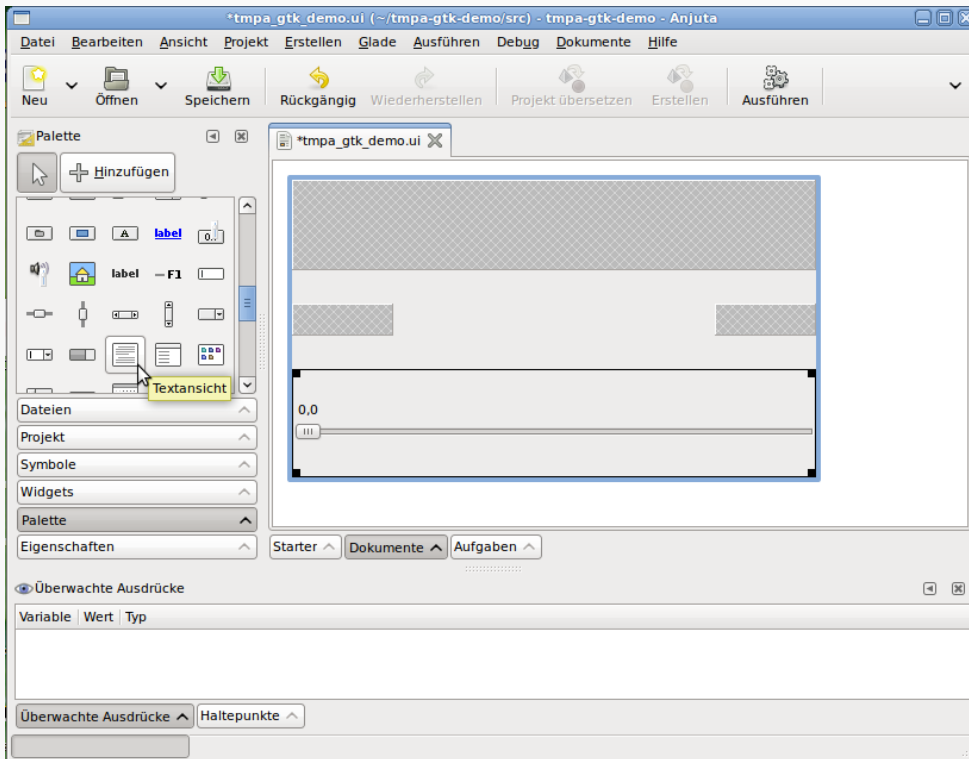 *tmpa_gtk_demo.ui (~/tmpa-gtk-demo/src) - tmpa-gtk-demo - Anjuta
Datei Bearbeiten Ansicht Projekt Erstellen Glade Ausführen Debug Dokumente Hilfe
Neu Öffnen Speichern Rückgängig Wiederherstellen Projekt übersetzen Erstellen Ausführen
Palette
*tmpa_gtk_demo.ui
Hinzufügen
A label 0..
label F1
Textansicht
0,0
Dateien
Projekt
Symbole
Widgets
Palette
Eigenschaften
Starter Dokumente Aufgaben
Überwachte Ausdrücke
Variable Wert Typ
Überwachte Ausdrücke Haltepunkte